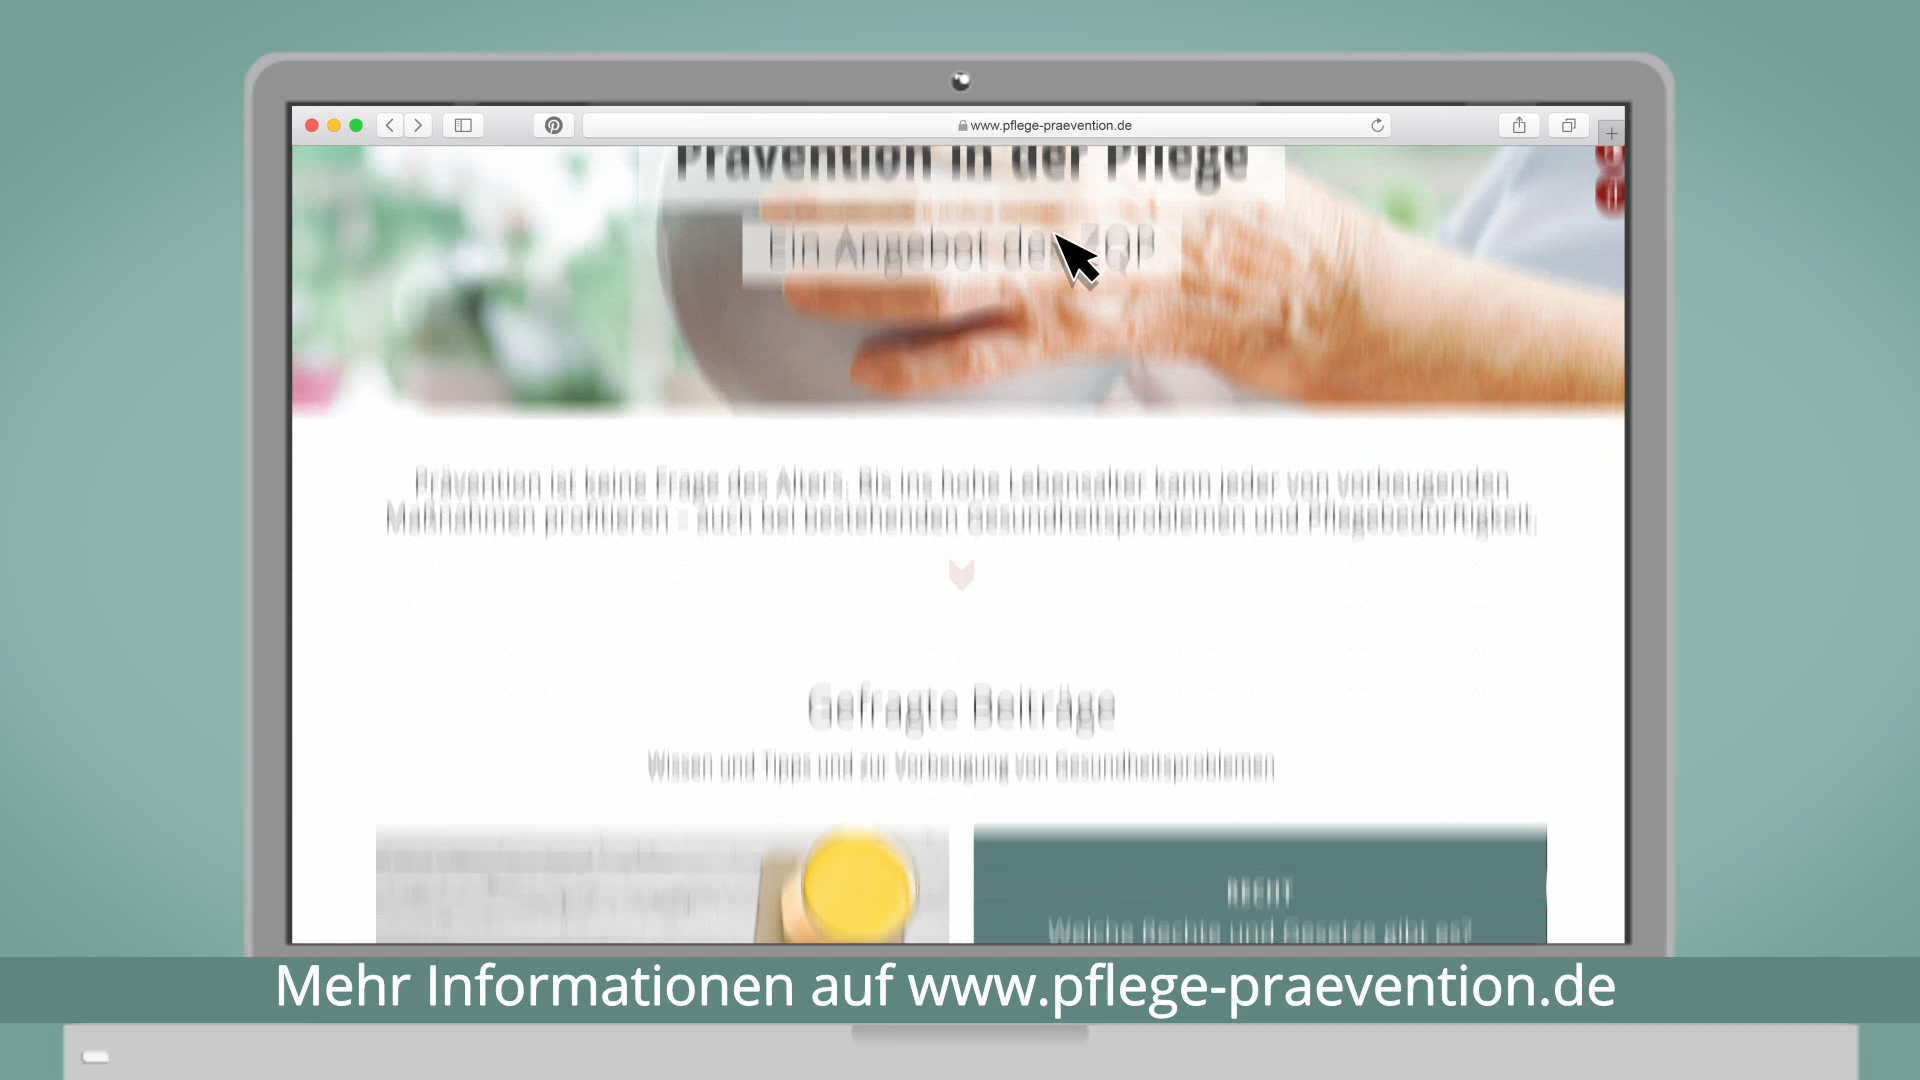 www.pflege-praevention.de
Prävention in der Pflege
Ein Angebot des ZQP
Prävention ist keine Frage des Alters. Bis ins hohe Lebensalter kann jeder von vorbeugenden
Maßnahmen profitieren - auch bei bestehenden Gesundheitsproblemen und Pflegebedürftigkeit.
Gefragte Beiträge
Wissen und Tipps und zur Vorbeugung von Gesundheitsproblemen
RECHT
Welche Rechte und Gesetze gibt es?
Mehr Informationen auf www.pflege-praevention.de